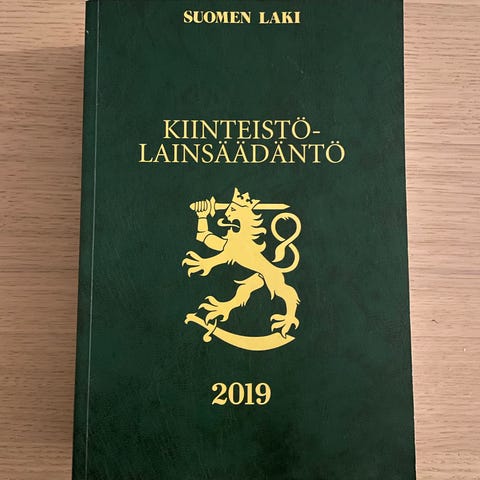 SUOMEN LAKI
KIINTEISTÖ-
LAINSÄÄDÄNTÖ
2019